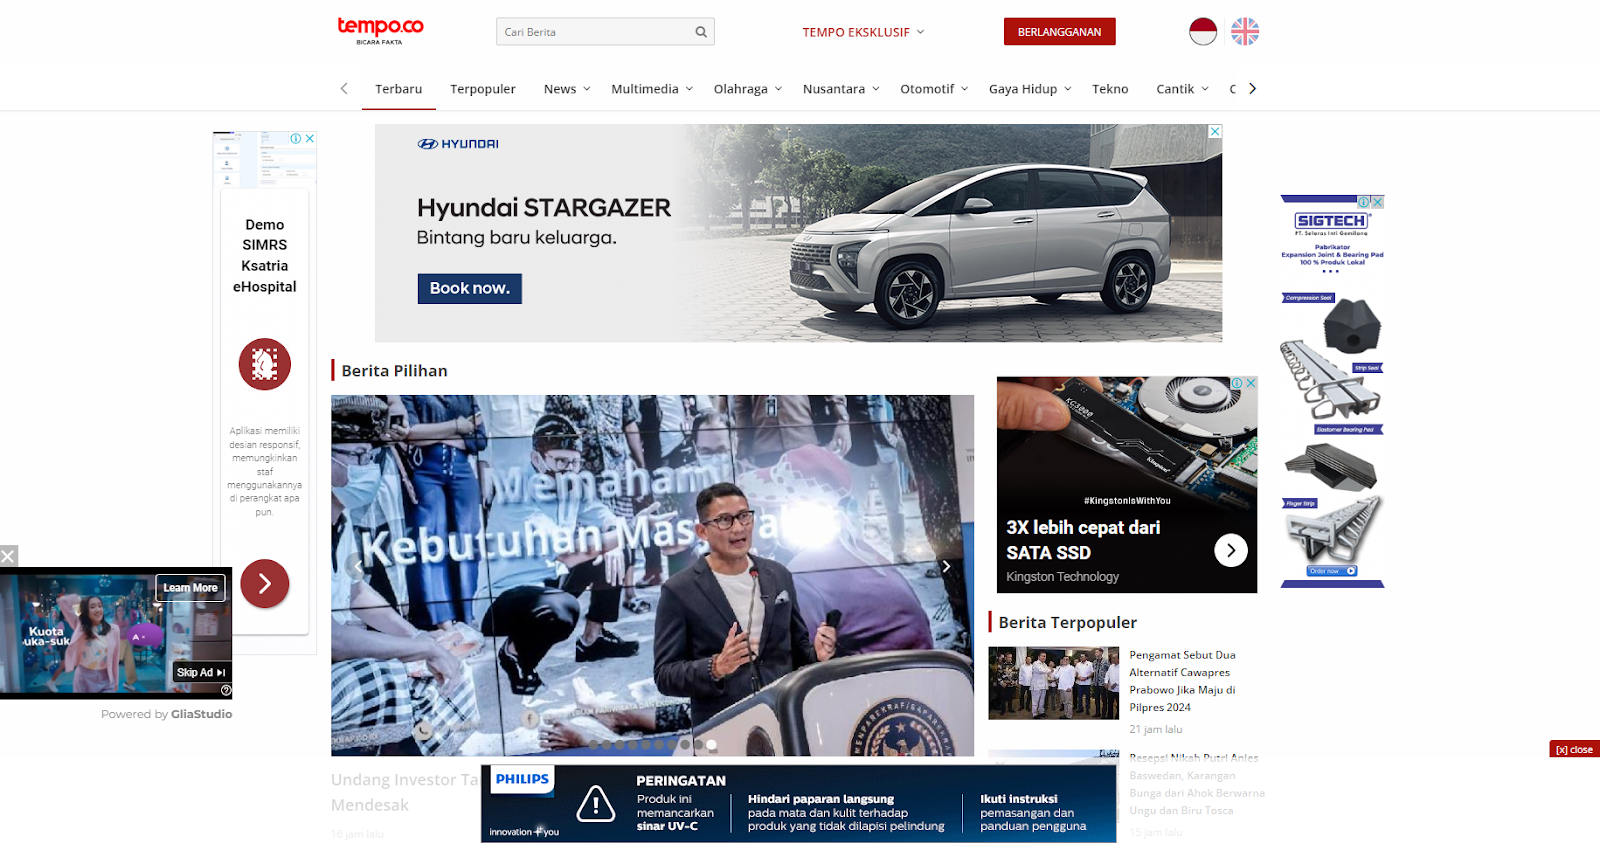 tempo.co
BICARA FAKTA
Cari Berita
TEMPO EKSKLUSIF
BERLANGGANAN
Terbaru
Terpopuler
News
Multimedia
Olahraga
Nusantara
Otomotif
Gaya Hidup
Tekno
Cantik
Demo
SIMRS
Ksatria
eHospital
Aplikasi memiliki
desian responsif,
memungkinkan
staf
menggunakannya
di perangkat apa
pun.
HYUNDAI
Hyundai STARGAZER
Bintang baru keluarga.
Book now.
SIGTECH
PT. Seluras Inti Gemilang
Pabrikator
Expansion Joint & Bearing Pad
100 % Produk Lokal
Compression Seal
Strip Seal
Elastomer Bearing Pad
Finger Strip
Order now
Berita Pilihan
Memahami
Kebutuhan Mas
KG3000
Kingston
#KingstonIsWithYou
3X lebih cepat dari
SATA SSD
Kingston Technology
Learn More
Kuota
uka-suk
Skip Ad
Powered by GliaStudio
Berita Terpopuler
Pengamat Sebut Dua
Alternatif Cawapres
Prabowo Jika Maju di
Pilpres 2024
21 jam lalu
Resepsi Nikah Putri Anies
Baswedan, Karangan
Bunga dari Ahok Berwarna
Ungu dan Biru Tosca
15 jam lalu
[x] close
Undang Investor Ta
Mendesak
16 jam lalu
PHILIPS
innovation you
PERINGATAN
Produk ini
memancarkan
sinar UV-C
Hindari paparan langsung
pada mata dan kulit terhadap
produk yang tidak dilapisi pelindung
Ikuti instruksi
pemasangan dan
panduan pengguna